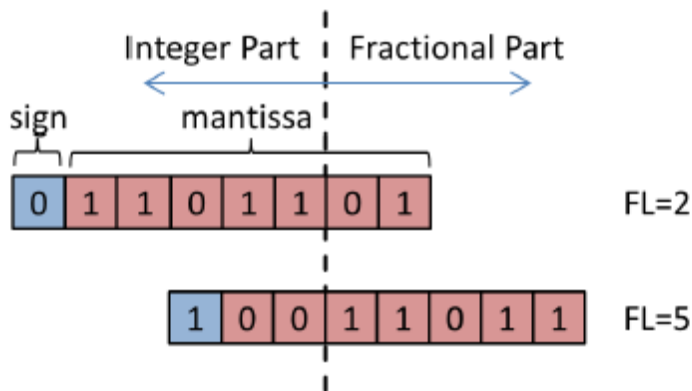 Integer Part Fractional Part
sign mantissa
0 1 1 0 1 1 0 1 FL=2
1 0 0 1 1 0 1 1 FL=5